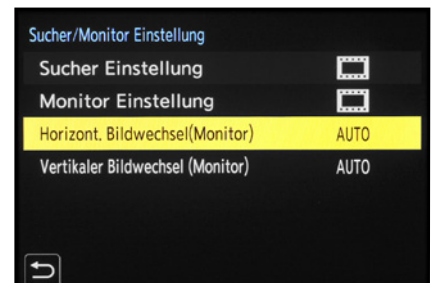 Sucher/Monitor Einstellung
Sucher Einstellung
Monitor Einstellung
Horizont. Bildwechsel(Monitor) AUTO
Vertikaler Bildwechsel (Monitor) AUTO